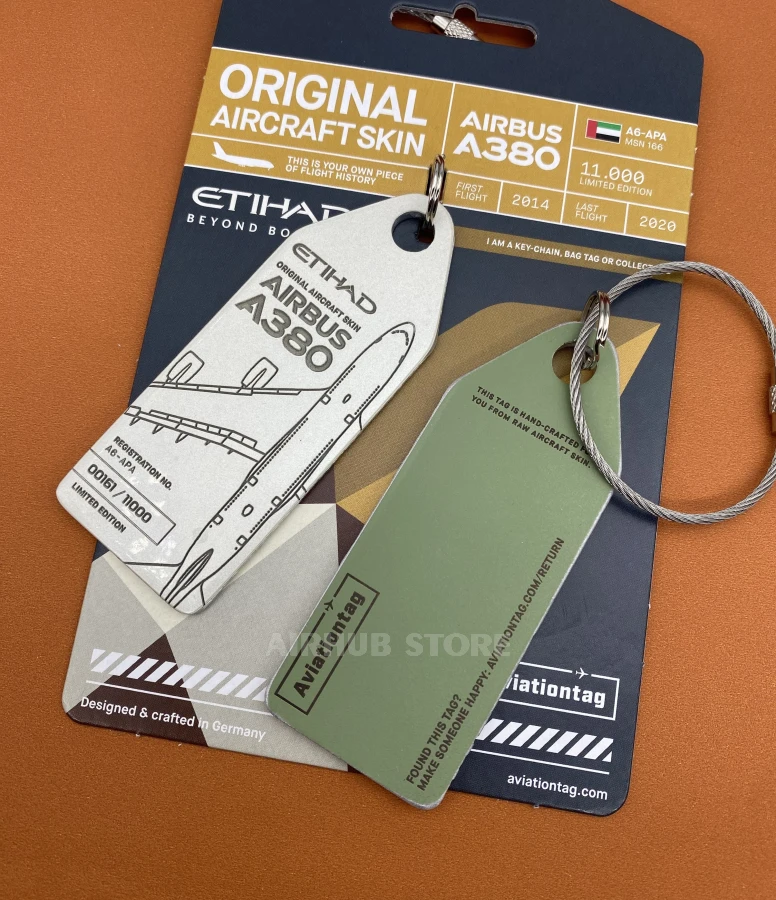 ORIGINAL
AIRCRAFT SKIN
THIS IS YOUR OWN PIECE
OF FLIGHT HISTORY
AIRBUS
A380
A6-APA
MSN 166
11.000
LIMITED EDITION
FIRST
FLIGHT
2014
LAST
FLIGHT
2020
ETIHAD
BEYOND
I AM A KEY-CHAIN, BAG TAG OR
ETIHAD
ORIGINAL AIRCRAFT SKIN
AIRBUS
A380
REGISTRATION NO.
A6-APA
00161 / 11000
LIMITED EDITION
THIS TAG IS HAND-CRAFTED
YOU FROM RAW AIRCRAFT SKIN.
Aviationtag
FOUND THIS TAG?
MAKE SOMEONE HAPPY: AVIATIONTAG.COM/RETURN
AIRHUB STORE
Designed & crafted in Germany
viationtag
aviationtag.com